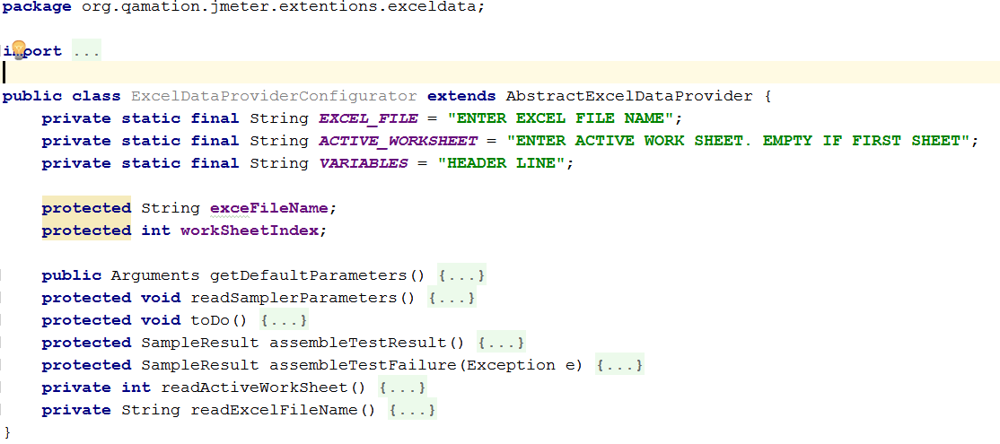 package org.qamation.jmeter.extentions.exceldata;
import ...
public class ExcelDataProviderConfigurator extends AbstractExcelDataProvider {
private static final String EXCEL_FILE = "ENTER EXCEL FILE NAME";
private static final String ACTIVE_WORKSHEET = "ENTER ACTIVE WORK SHEET. EMPTY IF FIRST SHEET";
private static final String VARIABLES = "HEADER LINE";
protected String exceFileName;
protected int workSheetIndex;
public Arguments getDefaultParameters() {...}
protected void readSamplerParameters() {...}
protected void toDo() {...}
protected SampleResult assembleTestResult() {...}
protected SampleResult assembleTestFailure(Exception e) {...}
private int readActiveWorkSheet() {...}
private String readExcelFileName() {...}
}